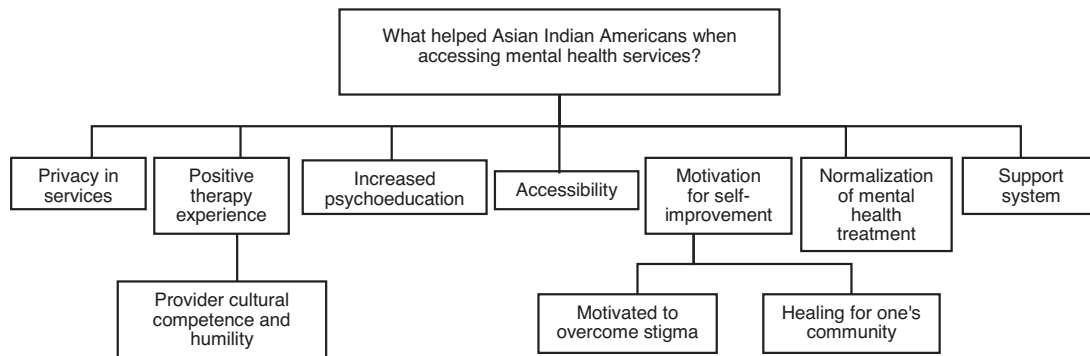 What helped Asian Indian Americans when
accessing mental health services?
Privacy in
services
Positive
therapy
experience
Increased
psychoeducation
Accessibility
Motivation
for self-
improvement
Normalization
of mental
health
treatment
Support
system
Provider cultural
competence and
humility
Motivated to
overcome stigma
Healing for one's
community